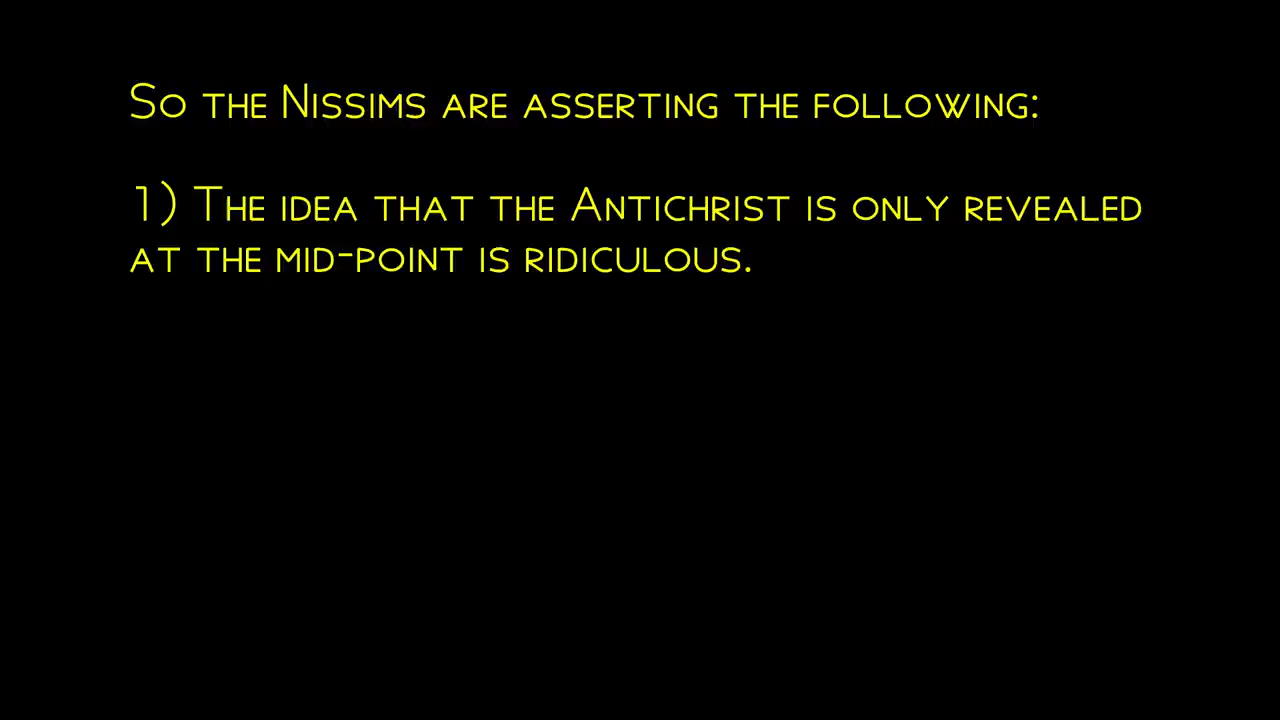 So the Nissims are asserting the following:
1) The idea that the Antichrist is only revealed
at the mid-point is ridiculous.